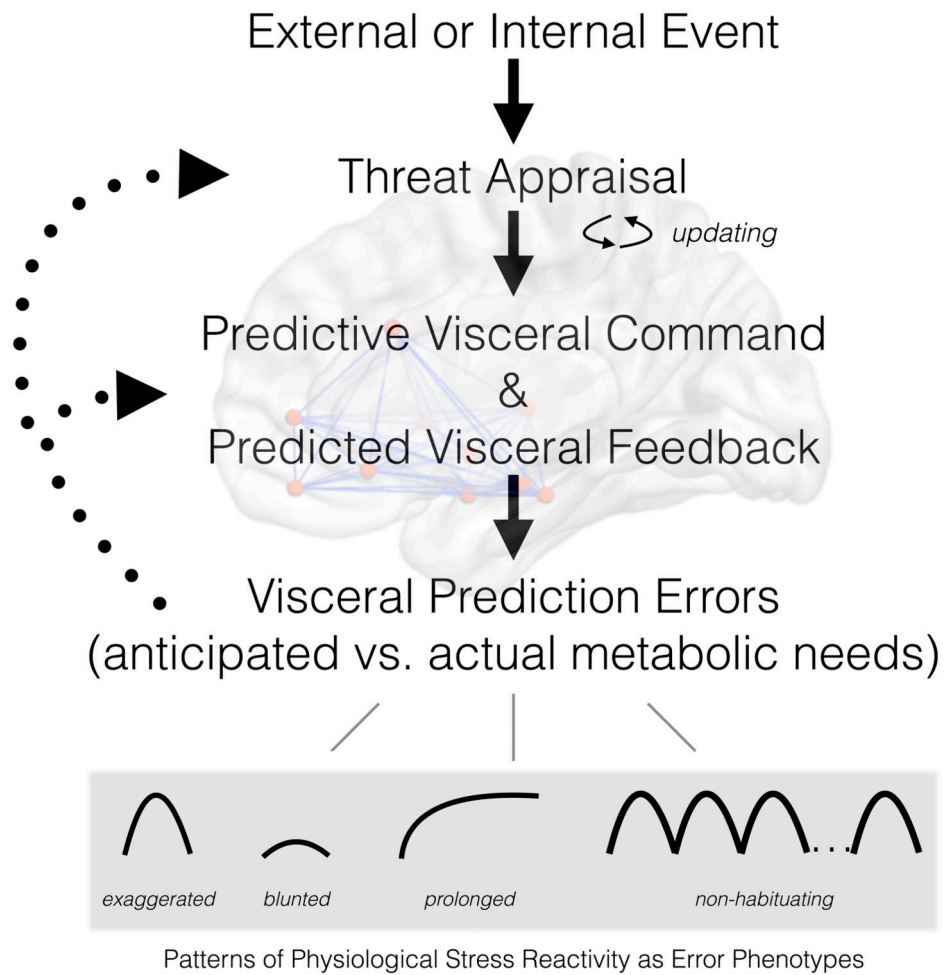 External or Internal Event
Threat Appraisal
updating
Predictive Visceral Command
&
Predicted Visceral Feedback
Visceral Prediction Errors
(anticipated vs. actual metabolic needs)
. . .
exaggerated blunted prolonged non-habituating
Patterns of Physiological Stress Reactivity as Error Phenotypes